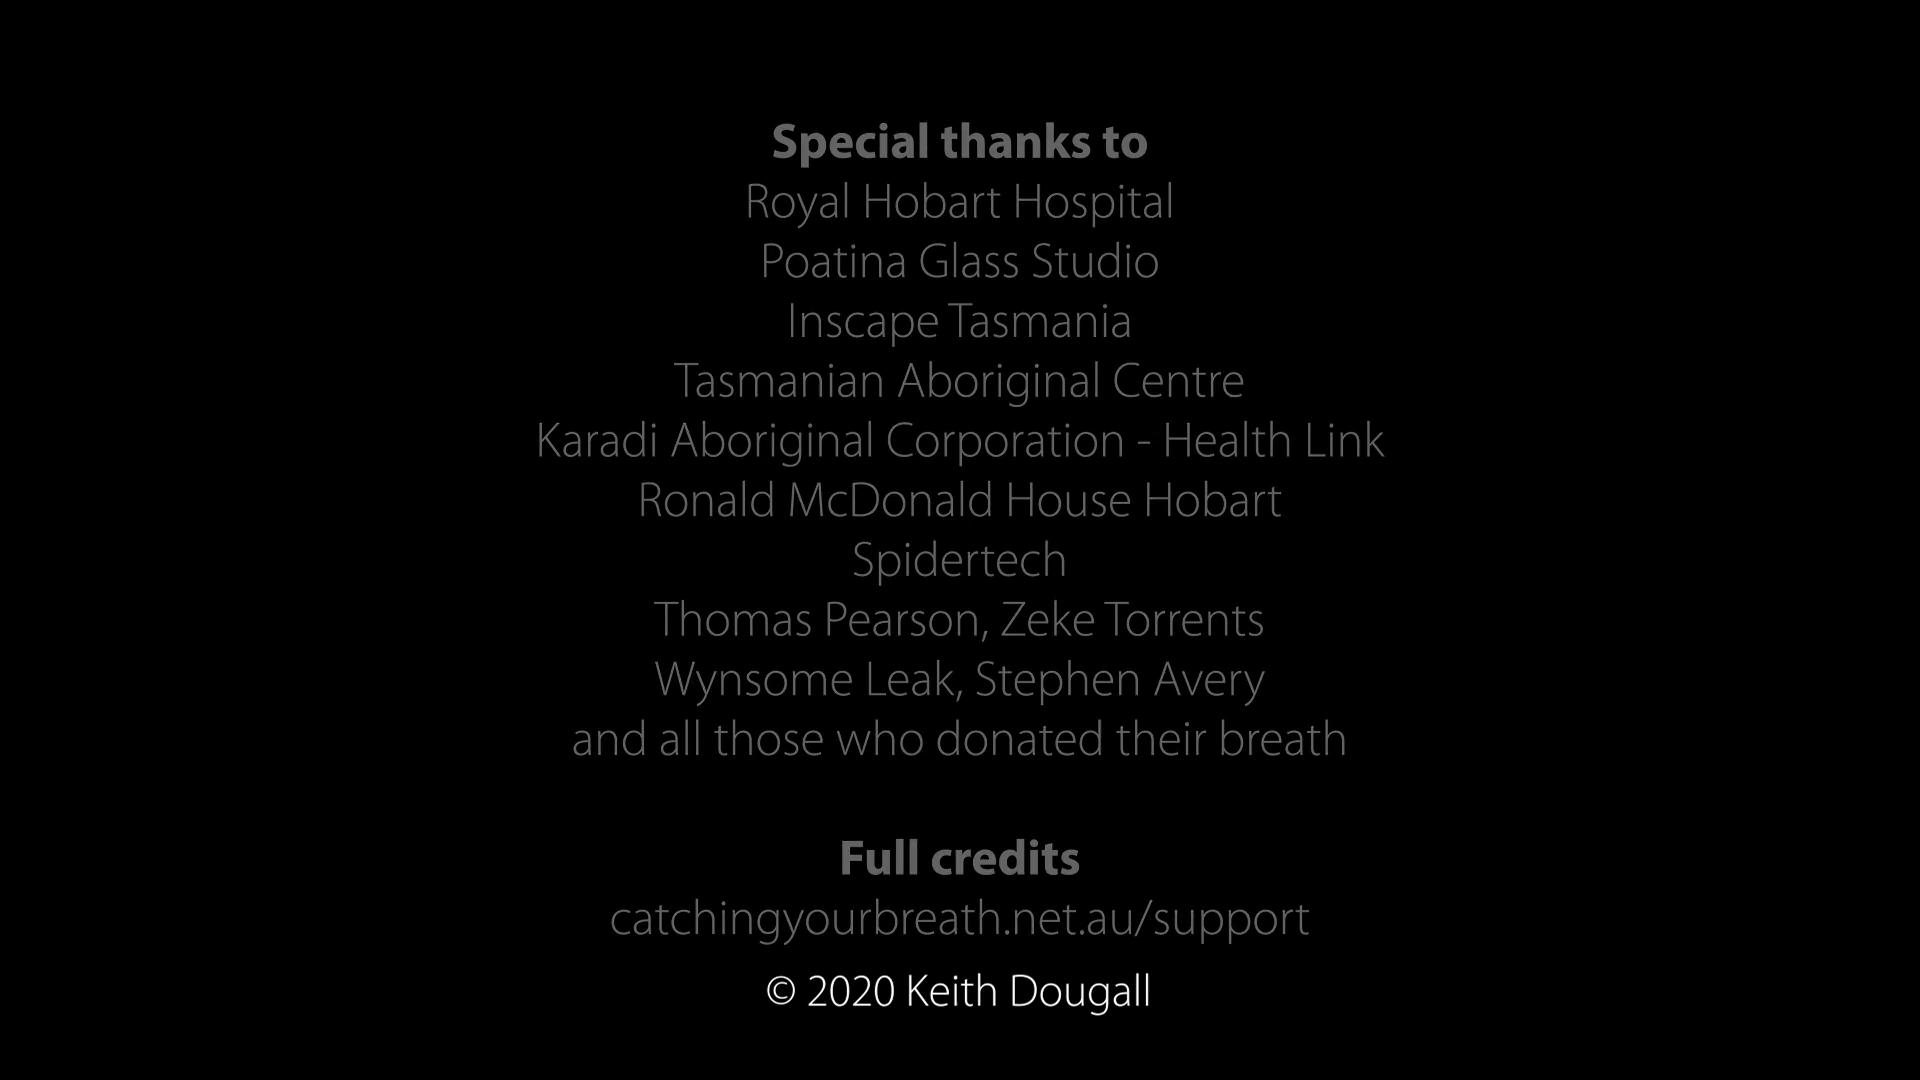 Special thanks to
Royal Hobart Hospital
Poatina Glass Studio
Inscape Tasmania
Tasmanian Aboriginal Centre
Karadi Aboriginal Corporation - Health Link
Ronald McDonald House Hobart
Spidertech
Thomas Pearson, Zeke Torrents
Wynsome Leak, Stephen Avery
and all those who donated their breath
Full credits
catchingyourbreath.net.au/support
© 2020 Keith Dougall